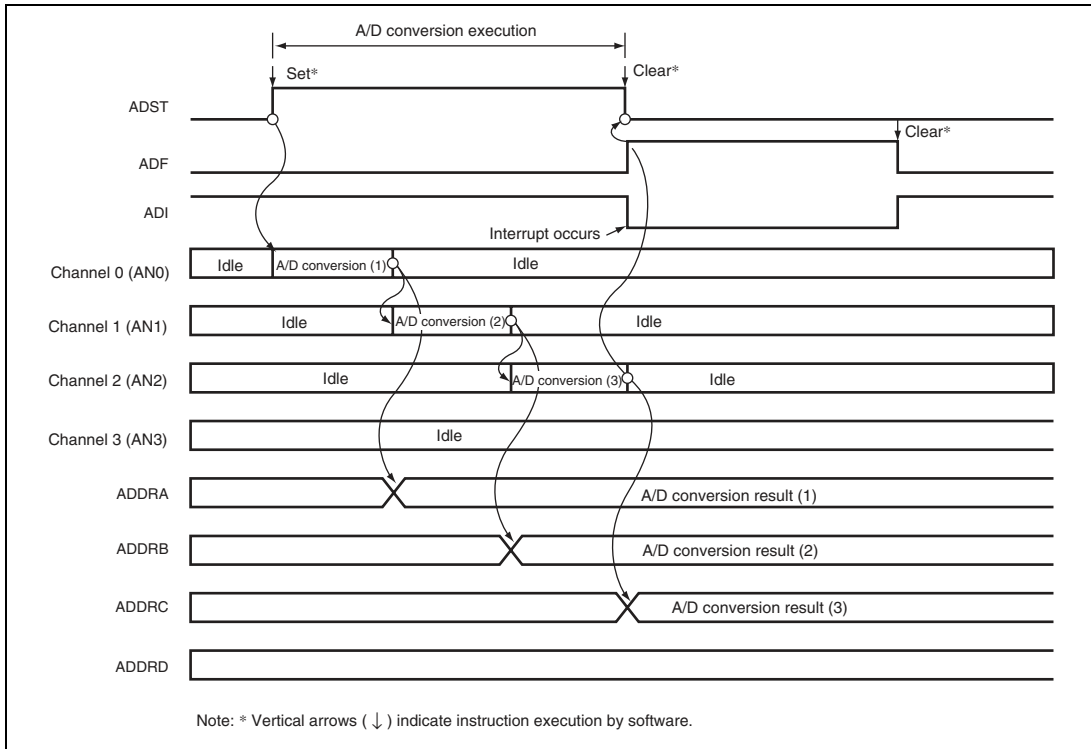 A/D conversion execution
Set*
Clear*
ADST
Clear*
ADF
ADI
Interrupt occurs
Channel 0 (AN0)
Idle
A/D conversion (1)
Idle
Channel 1 (AN1)
Idle
A/D conversion (2)
Idle
Channel 2 (AN2)
Idle
A/D conversion (3)
Idle
Channel 3 (AN3)
Idle
ADDRA
A/D conversion result (1)
ADDRB
A/D conversion result (2)
ADDRC
A/D conversion result (3)
ADDRD
Note: * Vertical arrows ( ↓ ) indicate instruction execution by software.